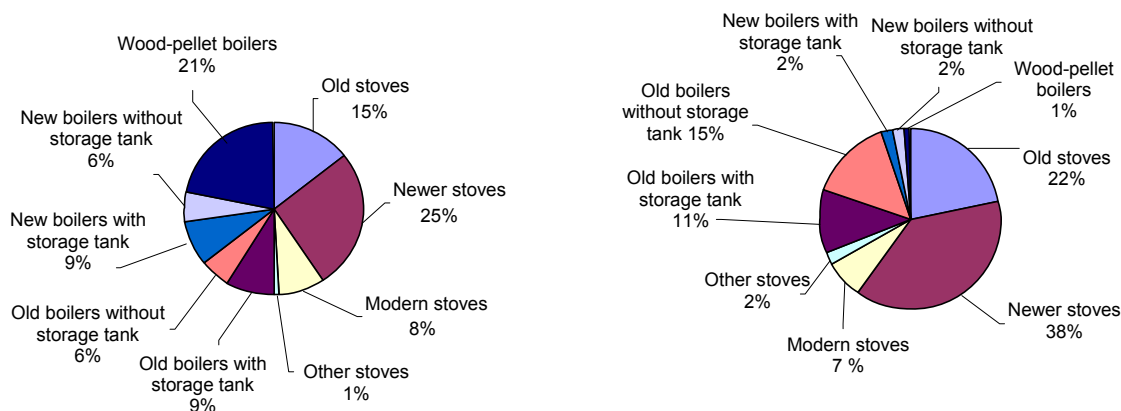 Wood-pellet boilers
21%
Old stoves
15%
New boilers without
storage tank
6%
Newer stoves
25%
New boilers with
storage tank
9%
Modern stoves
8%
Old boilers without
storage tank
6%
Old boilers with
storage tank
9%
Other stoves
1%
New boilers with
storage tank
2%
New boilers without
storage tank
2%
Wood-pellet
boilers
1%
Old boilers
without storage
tank 15%
Old stoves
22%
Old boilers with
storage tank
11%
Other stoves
2%
Newer stoves
38%
Modern stoves
7 %